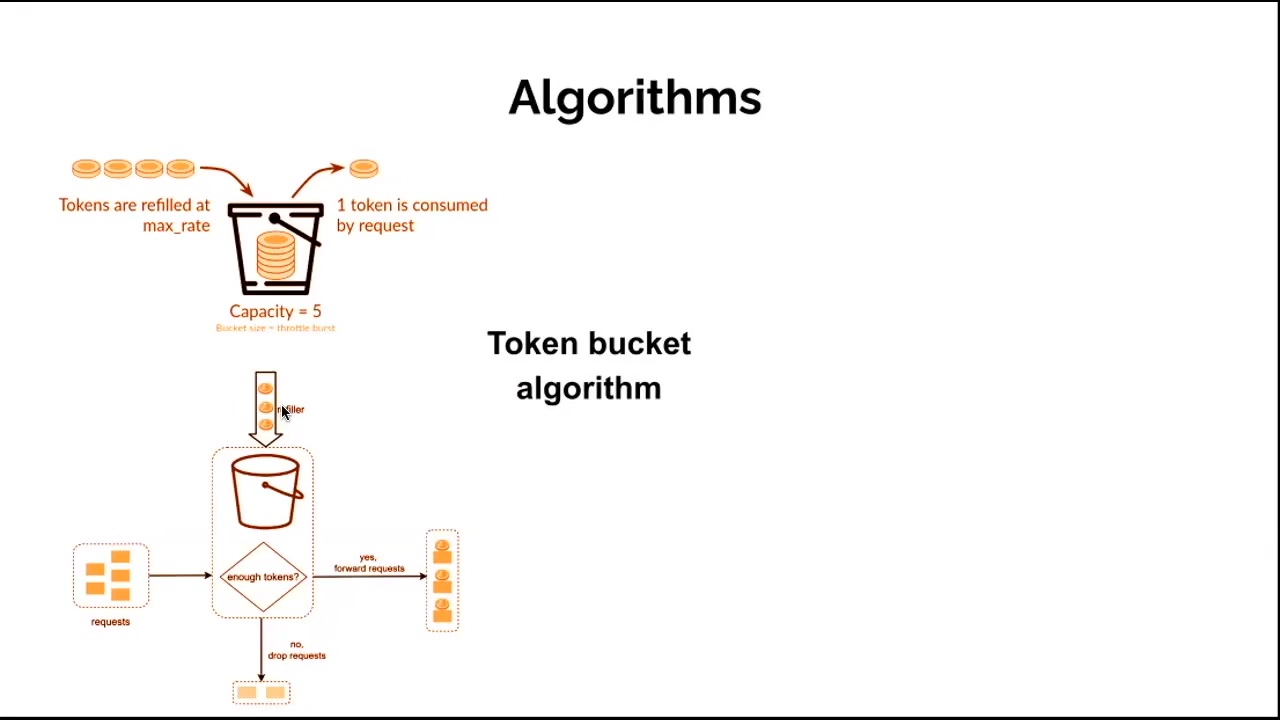 Algorithms
Tokens are refilled at
max_rate
1 token is consumed
by request
Capacity = 5
Bucket size = throttle burst
Token bucket
algorithm
refiller
enough tokens?
yes,
forward requests
requests
no,
drop requests